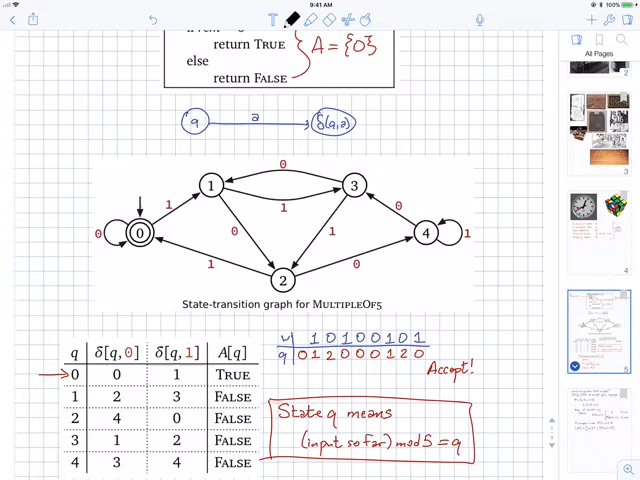 9:41 AM
All Pages
return TRUE
else
return FALSE
A = {0}
q a δ(q,a)
0
1 3
1 1 0
0 0 1 0 4 1
1 2 0
State-transition graph for MULTIPLEOF5
2
3
4
5
q δ[q,0] δ[q,1] A[q]
0 0 1 TRUE
1 2 3 FALSE
2 4 0 FALSE
3 1 2 FALSE
4 3 4 FALSE
w 1 0 1 0 0 1 0 1
q 0 1 2 0 0 0 1 2 0
Accept!
State q means
(input so far) mod 5 = q